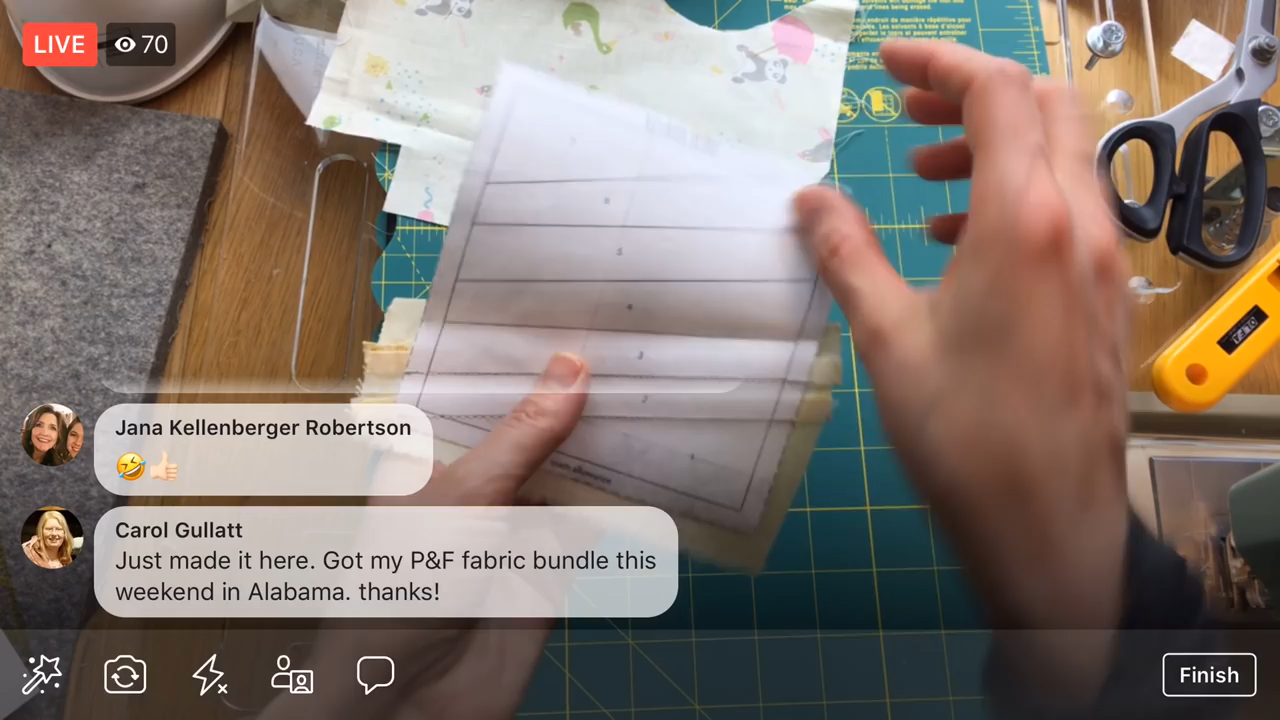 LIVE
70
Jana Kellenberger Robertson
🤣👍🏻
Carol Gullatt
Just made it here. Got my P&F fabric bundle this
weekend in Alabama. thanks!
Finish